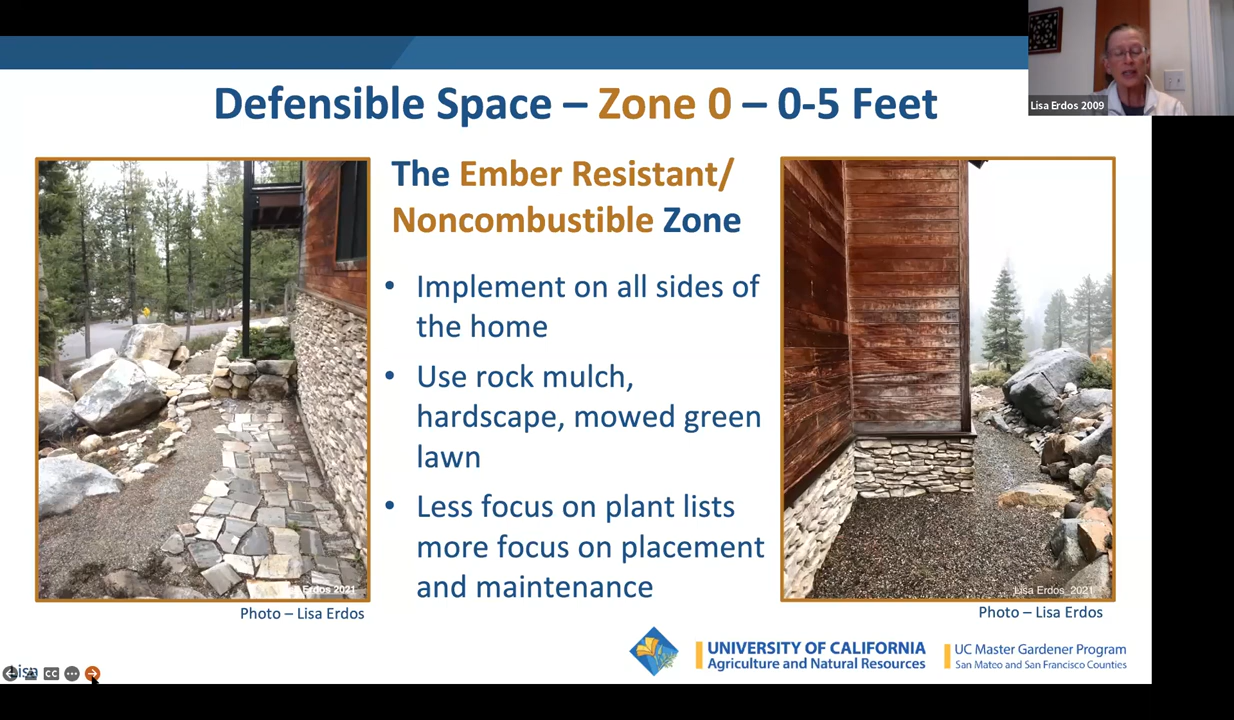 Lisa Erdos 2009
Defensible Space – Zone 0 – 0-5 Feet
The Ember Resistant/
Noncombustible Zone
• Implement on all sides of
the home
• Use rock mulch,
hardscape, mowed green
lawn
• Less focus on plant lists
more focus on placement
and maintenance
Erdos 2021
Photo – Lisa Erdos
Lisa Erdos 2021
Photo – Lisa Erdos
UNIVERSITY OF CALIFORNIA
Agriculture and Natural Resources
UC Master Gardener Program
San Mateo and San Francisco Counties
CC